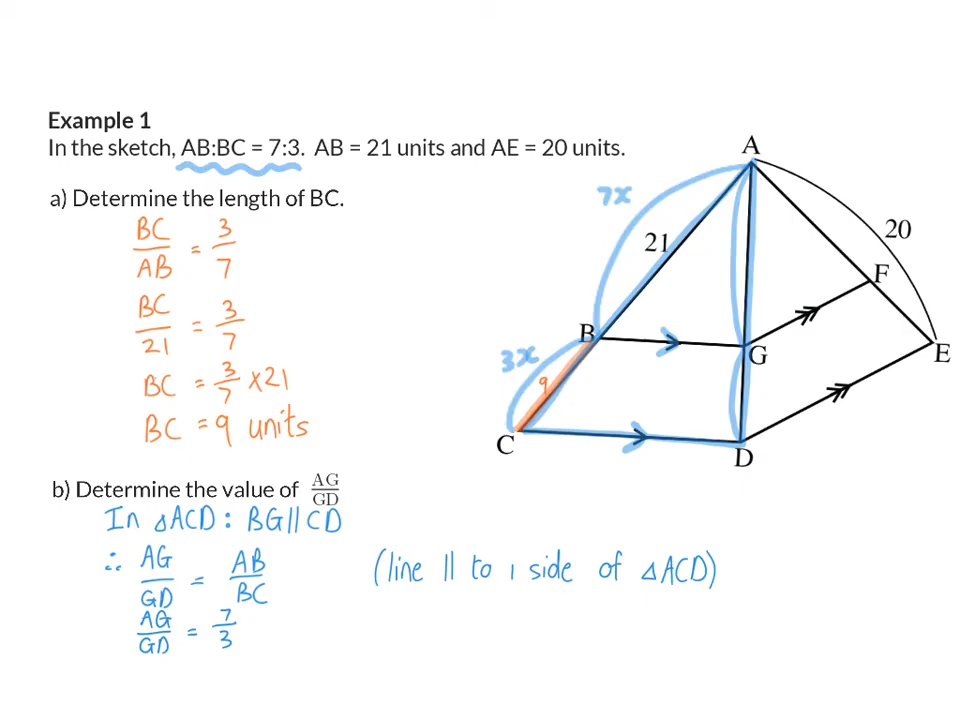 Example 1
In the sketch, AB:BC = 7:3. AB = 21 units and AE = 20 units.
a) Determine the length of BC.
BC/AB = 3/7
BC/21 = 3/7
BC = 3/7 × 21
BC = 9 units
A
7x
21
20
F
B
G
E
3x
9
C
D
b) Determine the value of AG/GD
In △ACD: BG || CD
∴ AG/GD = AB/BC (line || to 1 side of △ACD)
AG/GD = 7/3